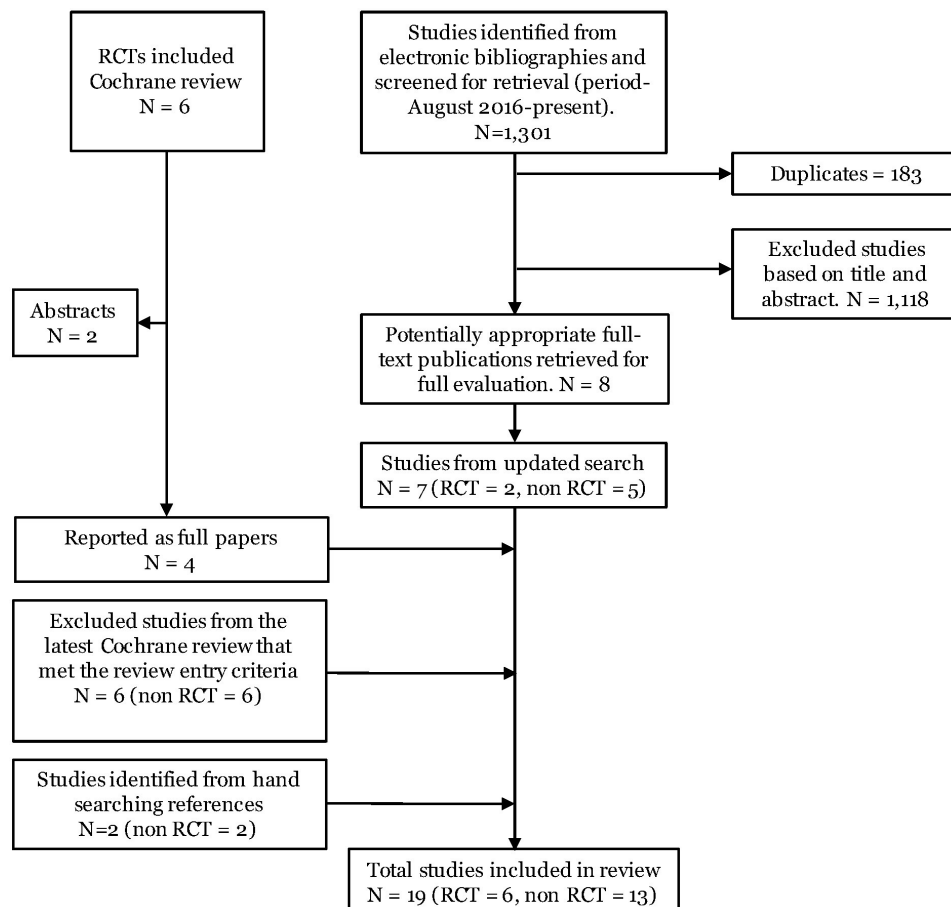 RCTs included
Cochrane review
N = 6
Studies identified from
electronic bibliographies and
screened for retrieval (period-
August 2016-present).
N=1,301
Duplicates = 183
Excluded studies
based on title and
abstract. N = 1,118
Abstracts
N = 2
Potentially appropriate full-
text publications retrieved for
full evaluation. N = 8
Studies from updated search
N = 7 (RCT = 2, non RCT = 5)
Reported as full papers
N = 4
Excluded studies from the
latest Cochrane review that
met the review entry criteria
N = 6 (non RCT = 6)
Studies identified from hand
searching references
N=2 (non RCT = 2)
Total studies included in review
N = 19 (RCT = 6, non RCT = 13)